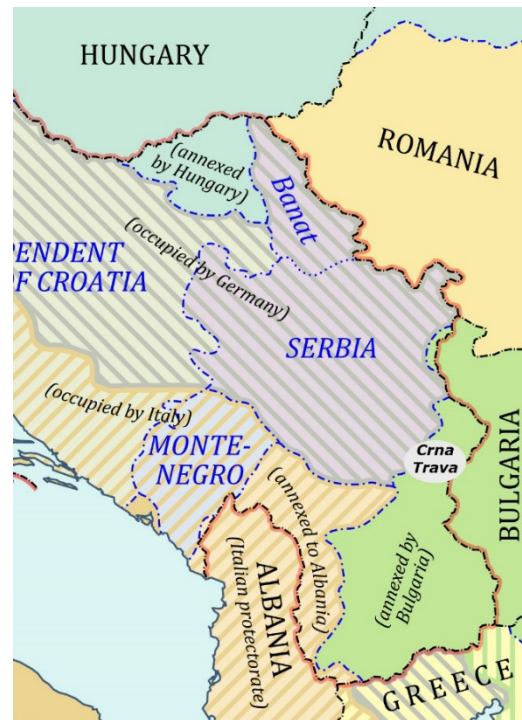 HUNGARY
ROMANIA
(annexed
by Hungary)
Banat
PENDENT
F CROATIA
(occupied by Germany)
SERBIA
(occupied by Italy)
MONTE-
NEGRO
Crna
Trava
BULGARIA
(annexed to Albania)
(annexed by
Bulgaria)
ALBANIA
(Italian protectorate)
GREECE